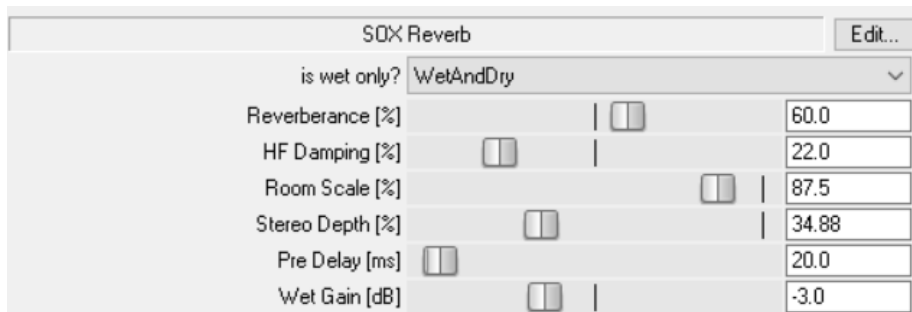 SOX Reverb Edit...
is wet only? WetAndDry
Reverberance [%] 60.0
HF Damping [%] 22.0
Room Scale [%] 87.5
Stereo Depth [%] 34.88
Pre Delay [ms] 20.0
Wet Gain [dB] -3.0